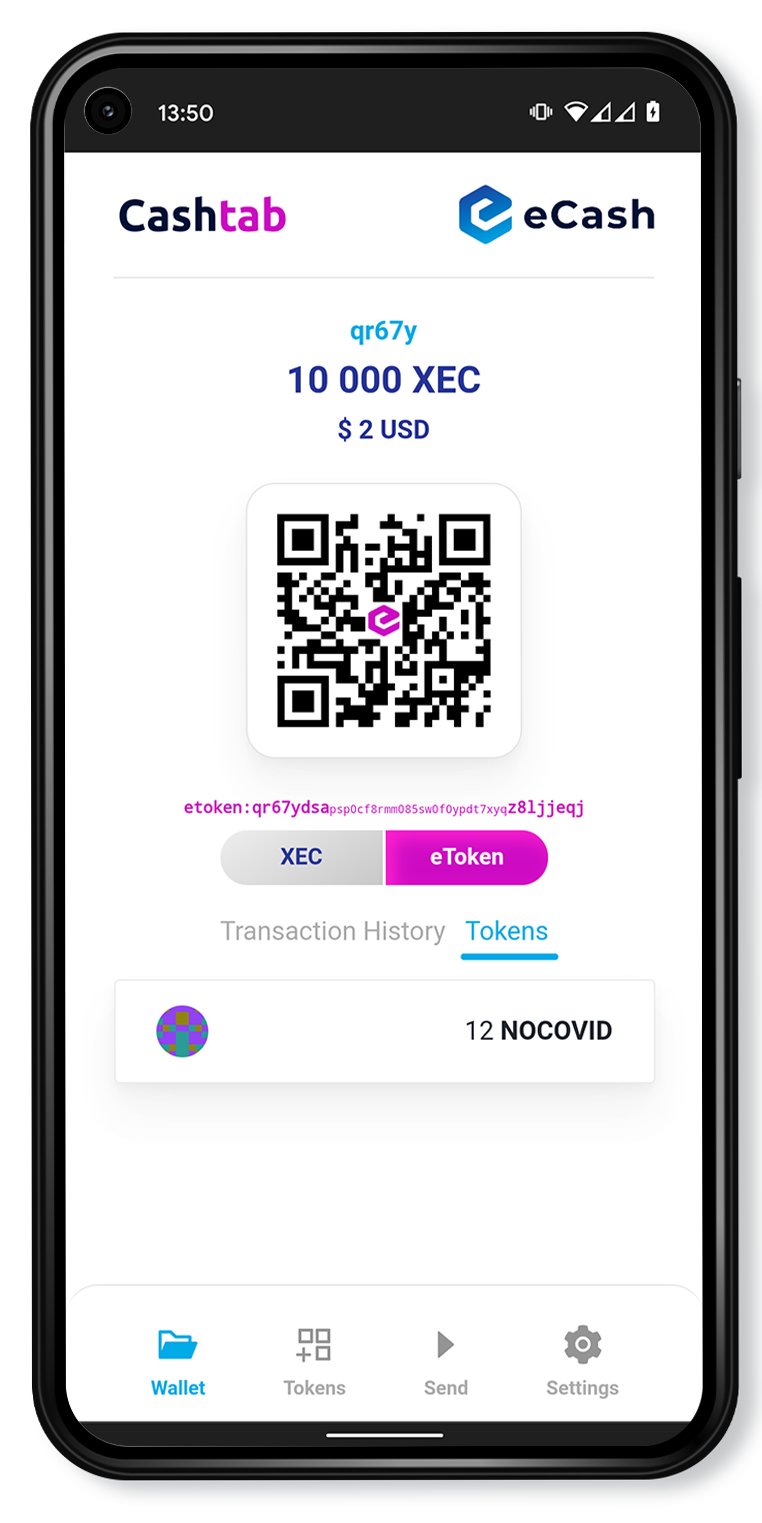 13:50
Cashtab
eCash
qr67y
10 000 XEC
$ 2 USD
etoken:qr67ydsapsp0cf8rmm085sw0f0ypdt7xyqz8ljjeqj
XEC eToken
Transaction History Tokens
12 NOCOVID
Wallet Tokens Send Settings